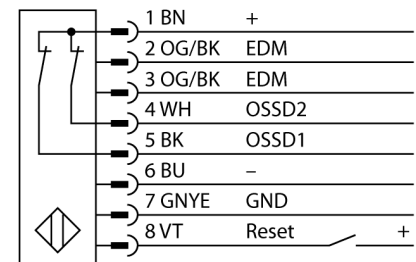 1 BN +
2 OG/BK EDM
3 OG/BK EDM
4 WH OSSD2
5 BK OSSD1
6 BU –
7 GNYE GND
8 VT Reset +